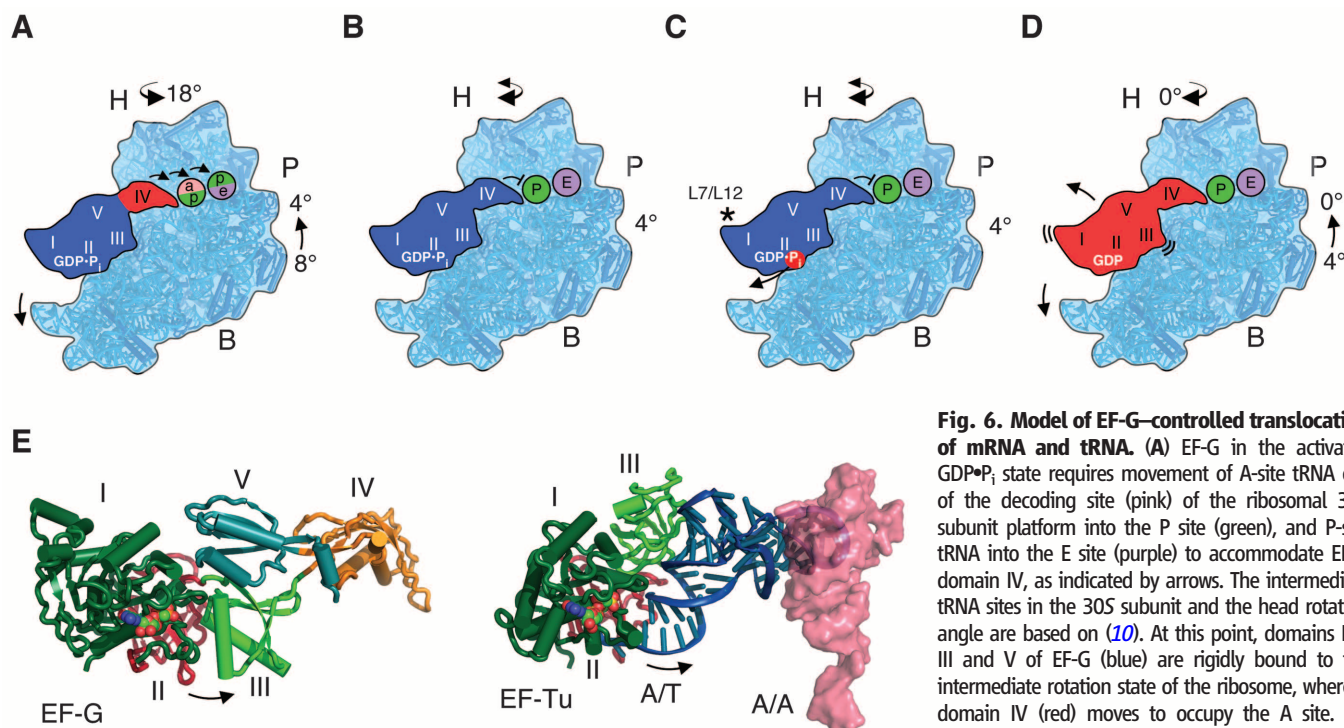 A
B
C
D
H
18°
H
H
H
0°
P
P
P
P
IV
a
p
p
e
V
I
II
III
GDP•Pi
4°
8°
B
IV
P
E
V
I
II
III
GDP•Pi
4°
B
L7/L12
*
IV
P
E
V
I
II
III
GDP•Pi
4°
B
IV
P
E
V
I
II
III
GDP
0°
4°
B
E
I
V
IV
II
III
EF-G
I
III
II
EF-Tu
A/T
A/A
Fig. 6. Model of EF-G–controlled translocati
of mRNA and tRNA. (A) EF-G in the activat
GDP•Pi state requires movement of A-site tRNA
of the decoding site (pink) of the ribosomal 3
subunit platform into the P site (green), and P-s
tRNA into the E site (purple) to accommodate EF
domain IV, as indicated by arrows. The intermedi
tRNA sites in the 30S subunit and the head rotat
angle are based on (10). At this point, domains I
III and V of EF-G (blue) are rigidly bound to
intermediate rotation state of the ribosome, where
domain IV (red) moves to occupy the A site.